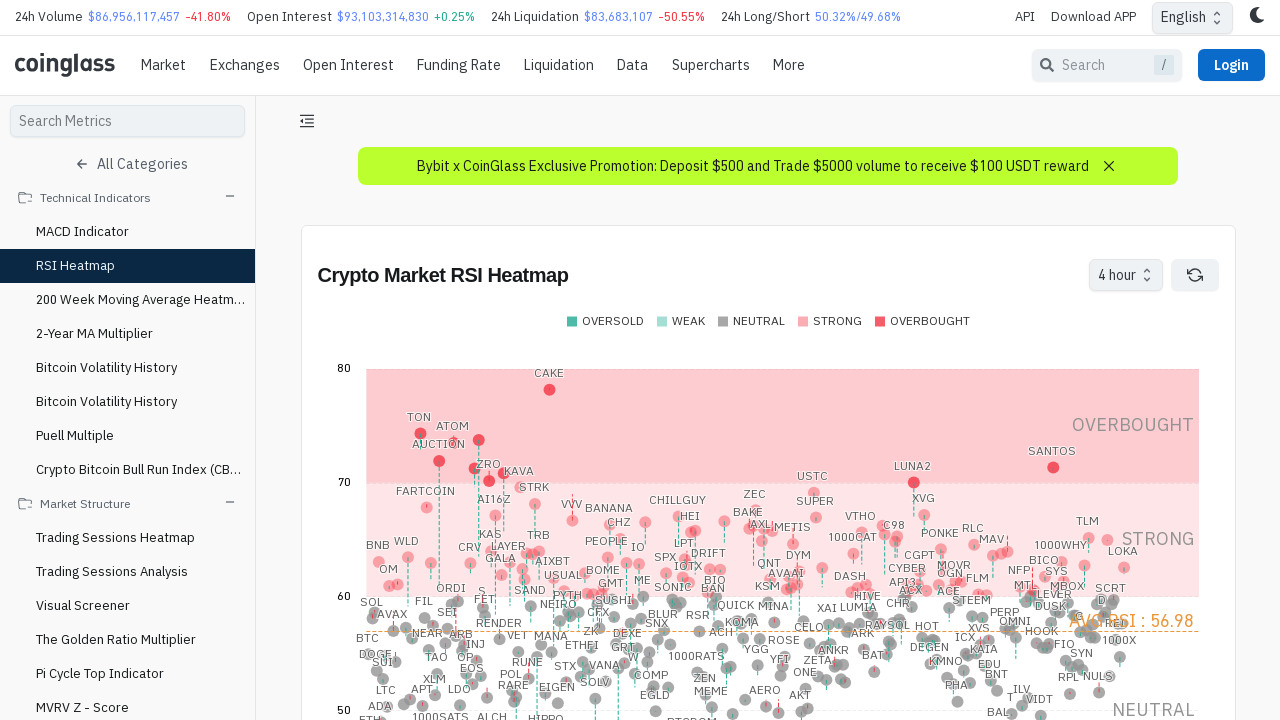 24h Volume $86,956,117,457 -41.80% Open Interest $93,103,314.830 +0.25% 24h Liquidation $83,683,107 -50.55% 24h Long/Short 50.32%/49.68% API Download APP English
coinglass Market Exchanges Open Interest Funding Rate Liquidation Data Supercharts More Search / Login
Search Metrics
All Categories
Technical Indicators
MACD Indicator
RSI Heatmap
200 Week Moving Average Heatm...
2-Year MA Multiplier
Bitcoin Volatility History
Bitcoin Volatility History
Puell Multiple
Crypto Bitcoin Bull Run Index (CB...
Market Structure
Trading Sessions Heatmap
Trading Sessions Analysis
Visual Screener
The Golden Ratio Multiplier
Pi Cycle Top Indicator
MVRV Z - Score
Bybit x CoinGlass Exclusive Promotion: Deposit $500 and Trade $5000 volume to receive $100 USDT reward
Crypto Market RSI Heatmap 4 hour
OVERSOLD WEAK NEUTRAL STRONG OVERBOUGHT
80
CAKE
TON
ATOM OVERBOUGHT
AUCTION
SANTOS
ZRO LUNA2
KAVA
USTC
70
STRK
FARTCOIN ZEC
AI16Z CHILLGUY SUPER XVG
VVV BANANA
BAKE
HEI VTHO
CHZ AXL C98 TLM
METIS RLC
KAS TRB PONKE
BNB WLD PEOPLE LPT MAV STRONG
CRV LAYER IO 1000CAT 1000WHY
DRIFT DYM LOKA
GALA AIXBT SPX CGPT BICO
OM BOME IOTX QNT CYBER MOVR NFP
USUAL GMT ME BIO AVAAI DASH OGN FLM SYS
ORDI S SAND SONIC BAN KSM API3 MTL MBOX SCRT
PYTH ACX ACE
60
SOL FIL FET NEIRO SUSHI QUICK MINA XAI LUMIA HIVE CHR STEEM LEVER
AVAX SEI CFX BLUR RSR PERP DUSK
RENDER SNX KOMA OMNI AVG RSI : 56.98
BTC NEAR ARB VET MANA ZK DEXE ACH CELO ARK RAYSOL HOT XVS HOOK
INJ ETHFI GRT YGG ROSE ANKR DEGEN ICX KAIA FIO 1000X
DOGE TAO OP W 1000RATS YFI BAT SYN
SUI EOS RUNE STX VANA ZETA KMNO EDU
XLM POL SOLV COMP ZEN ONE BNT RPL NULS
LTC APT LDO RARE EIGEN EGLD MEME AERO AKT PHA ILV
ADA T VIDT NEUTRAL
50
ETH 1000SATS ALCH HIPPO BAL